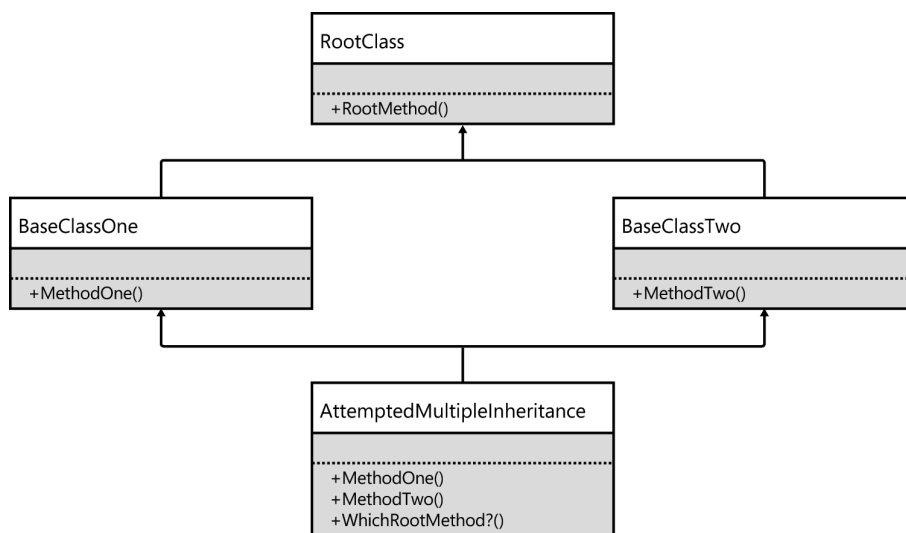 RootClass
+RootMethod()
BaseClassOne
+MethodOne()
BaseClassTwo
+MethodTwo()
AttemptedMultipleInheritance
+MethodOne()
+MethodTwo()
+WhichRootMethod?()